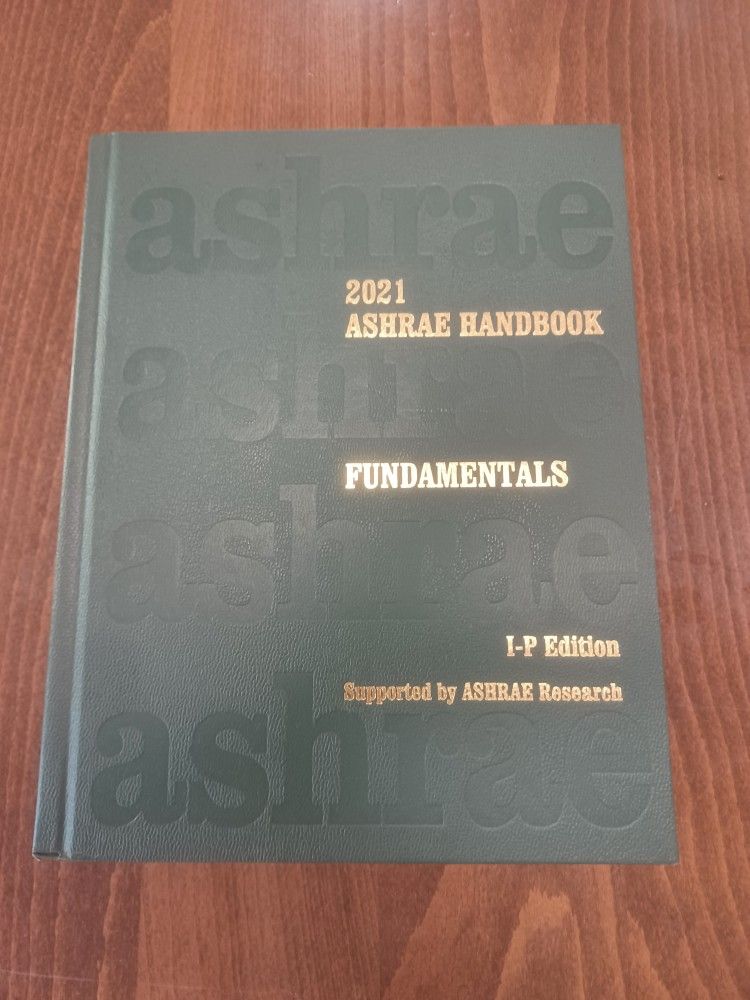 ashrae
2021
ASHRAE HANDBOOK
ashrae
FUNDAMENTALS
ashrae
I-P Edition
Supported by ASHRAE Research
ashrae